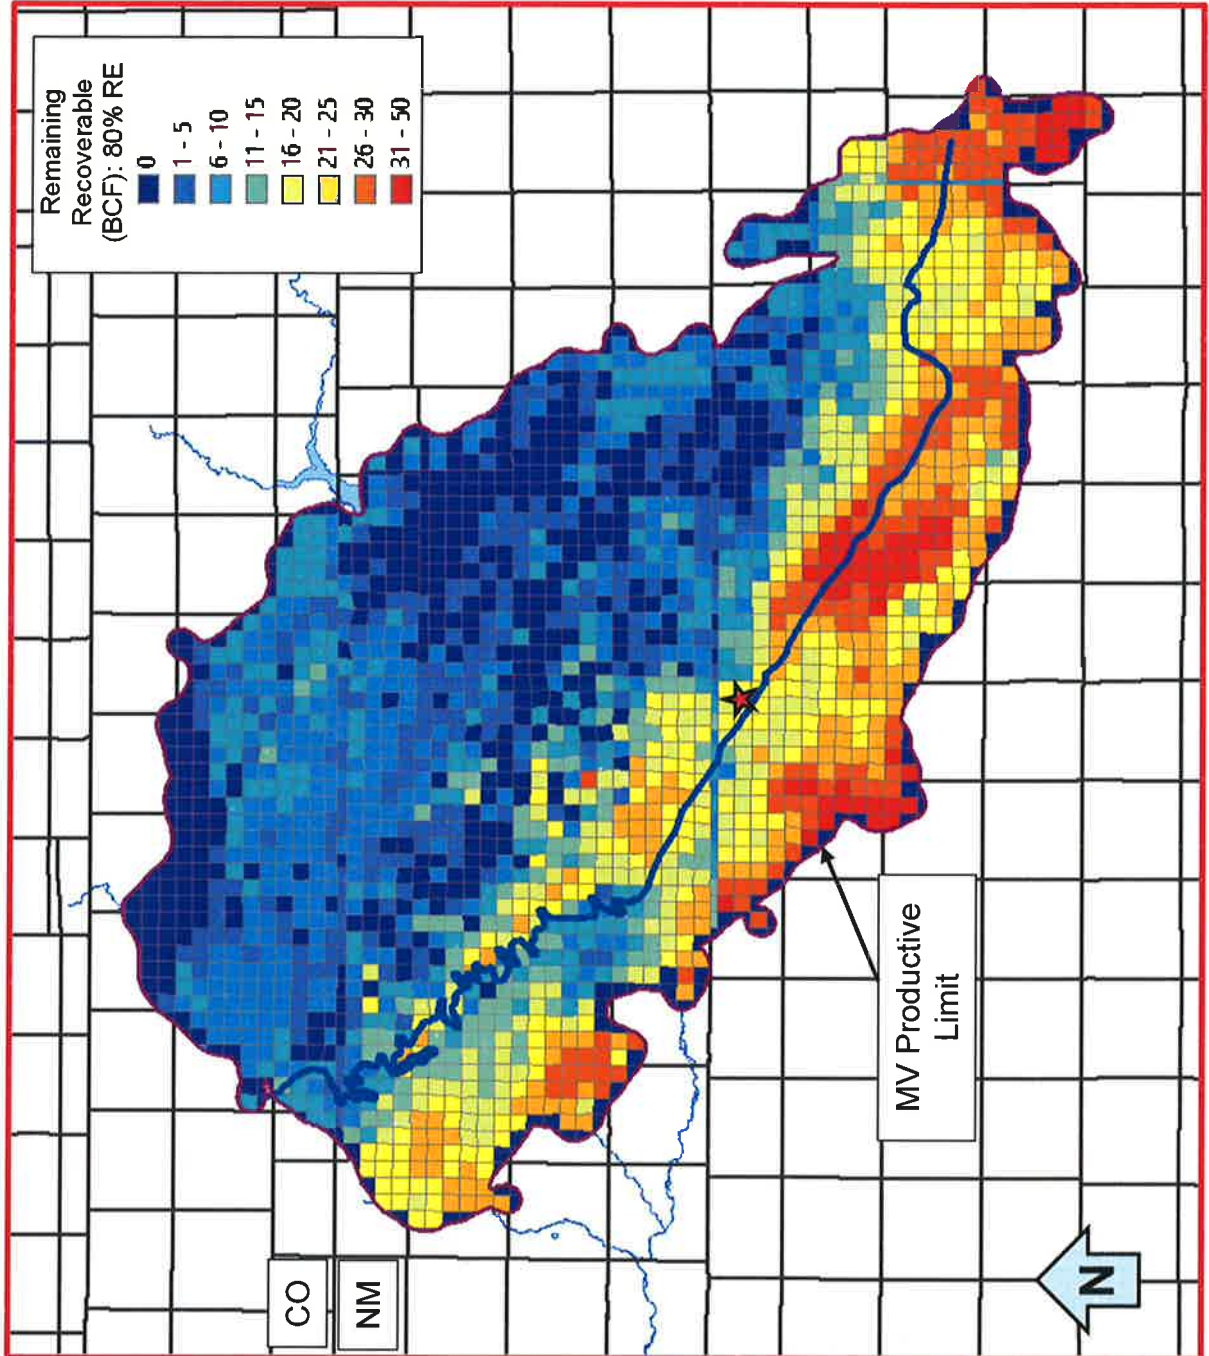 Remaining
Recoverable
(BCF): 80% RE
0
1 - 5
6 - 10
11 - 15
16 - 20
21 - 25
26 - 30
31 - 50
CO
NM
MV Productive
Limit
N